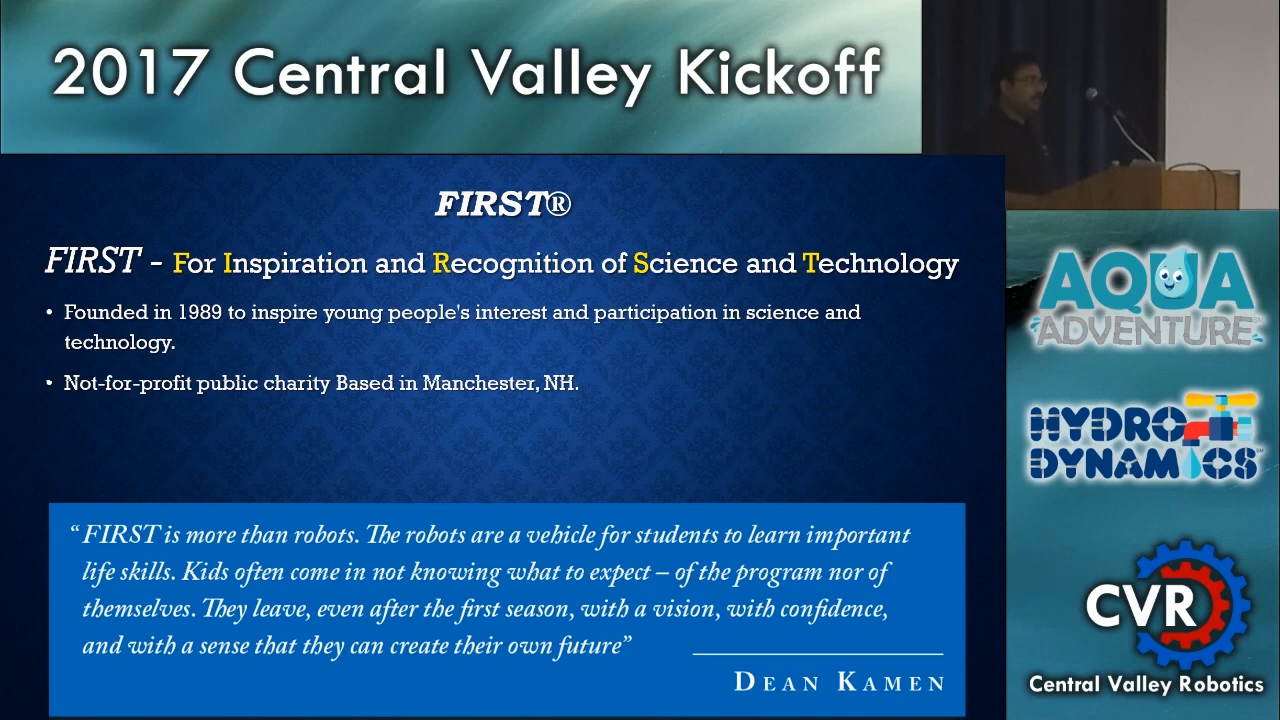 2017 Central Valley Kickoff
FIRST®
FIRST - For Inspiration and Recognition of Science and Technology
• Founded in 1989 to inspire young people's interest and participation in science and
technology.
• Not-for-profit public charity Based in Manchester, NH.
“FIRST is more than robots. The robots are a vehicle for students to learn important
life skills. Kids often come in not knowing what to expect – of the program nor of
themselves. They leave, even after the first season, with a vision, with confidence,
and with a sense that they can create their own future”
DEAN KAMEN
AQUA
ADVENTURE
HYDRO
DYNAMICS
CVR
Central Valley Robotics